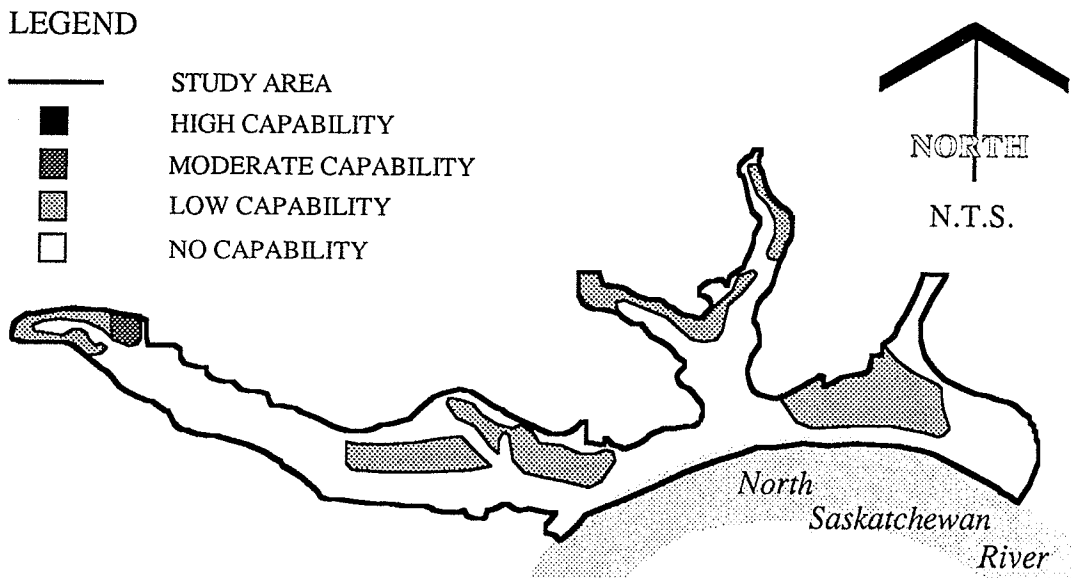 LEGEND
STUDY AREA
HIGH CAPABILITY
MODERATE CAPABILITY
LOW CAPABILITY
NO CAPABILITY
NORTH
N.T.S.
North
Saskatchewan
River